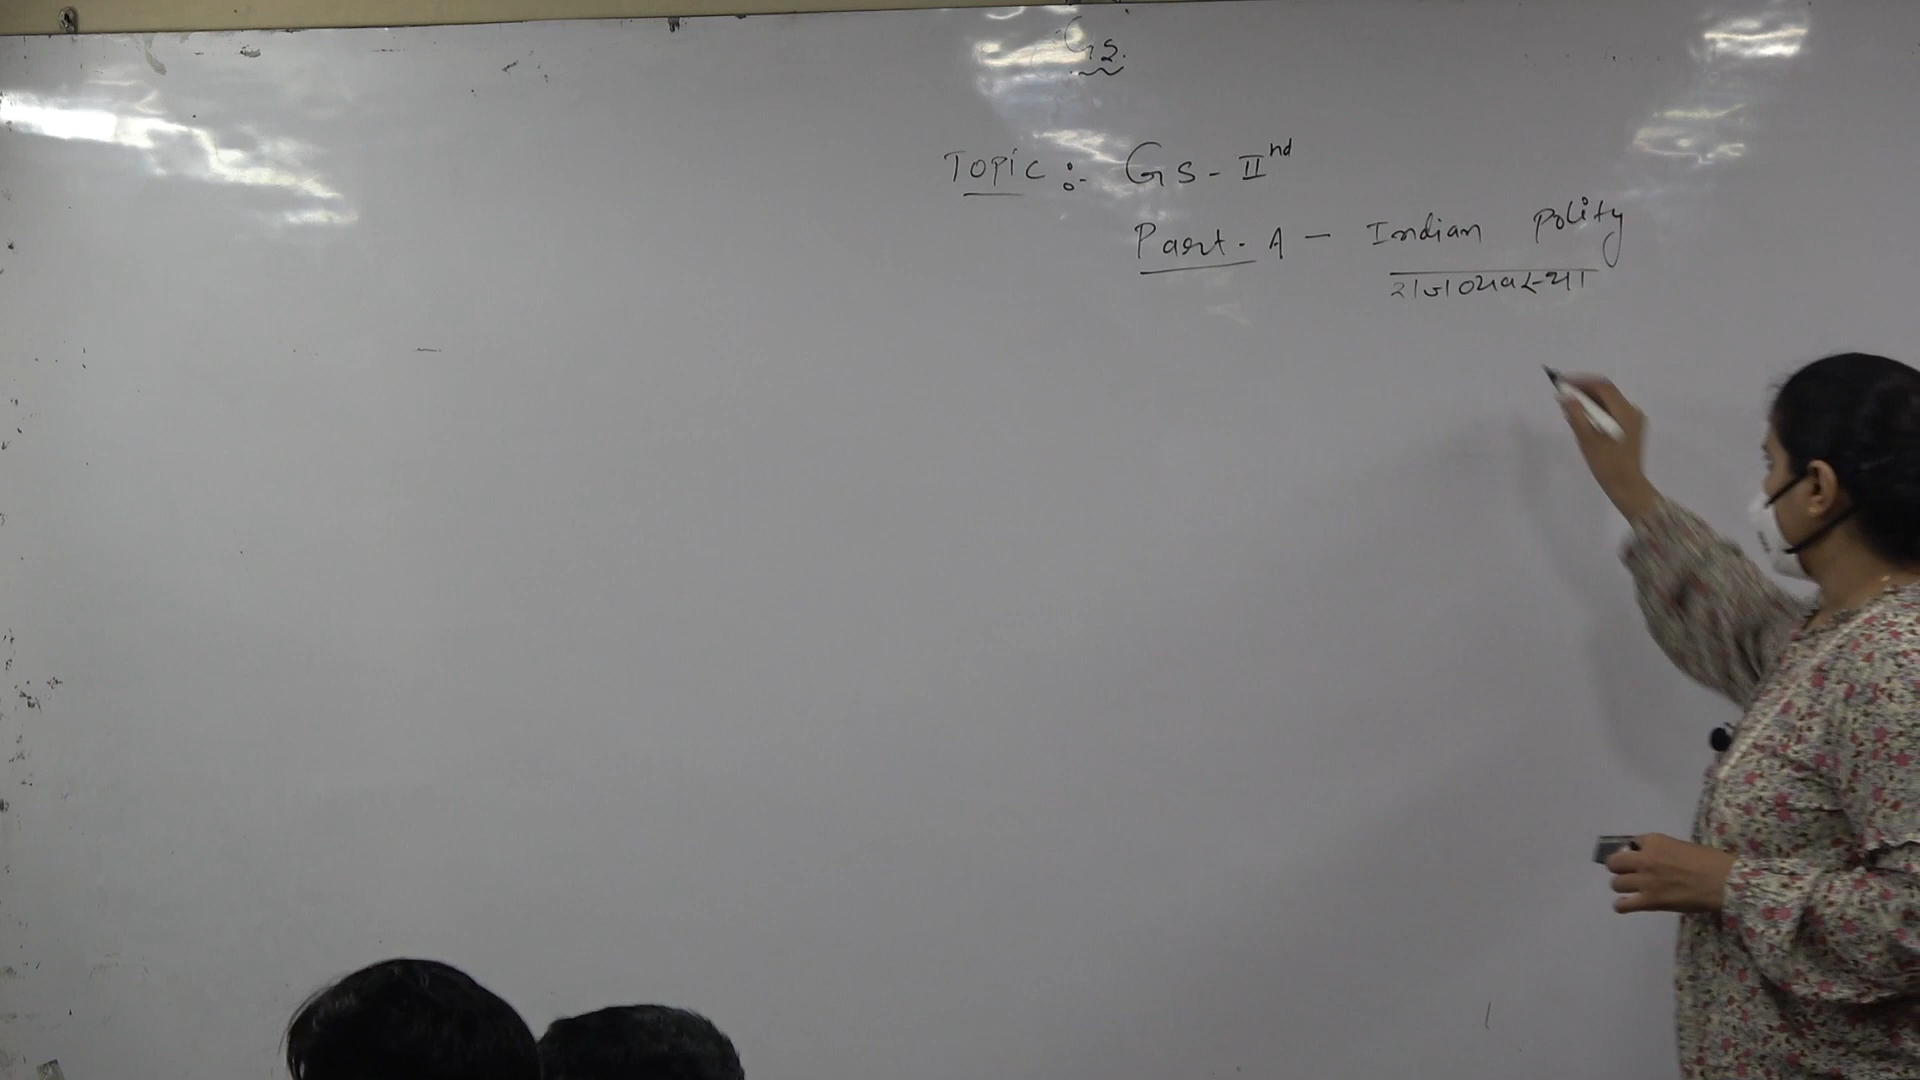 GS.
Topic :- GS - IInd
Part - A - Indian Polity
राजव्यवस्था